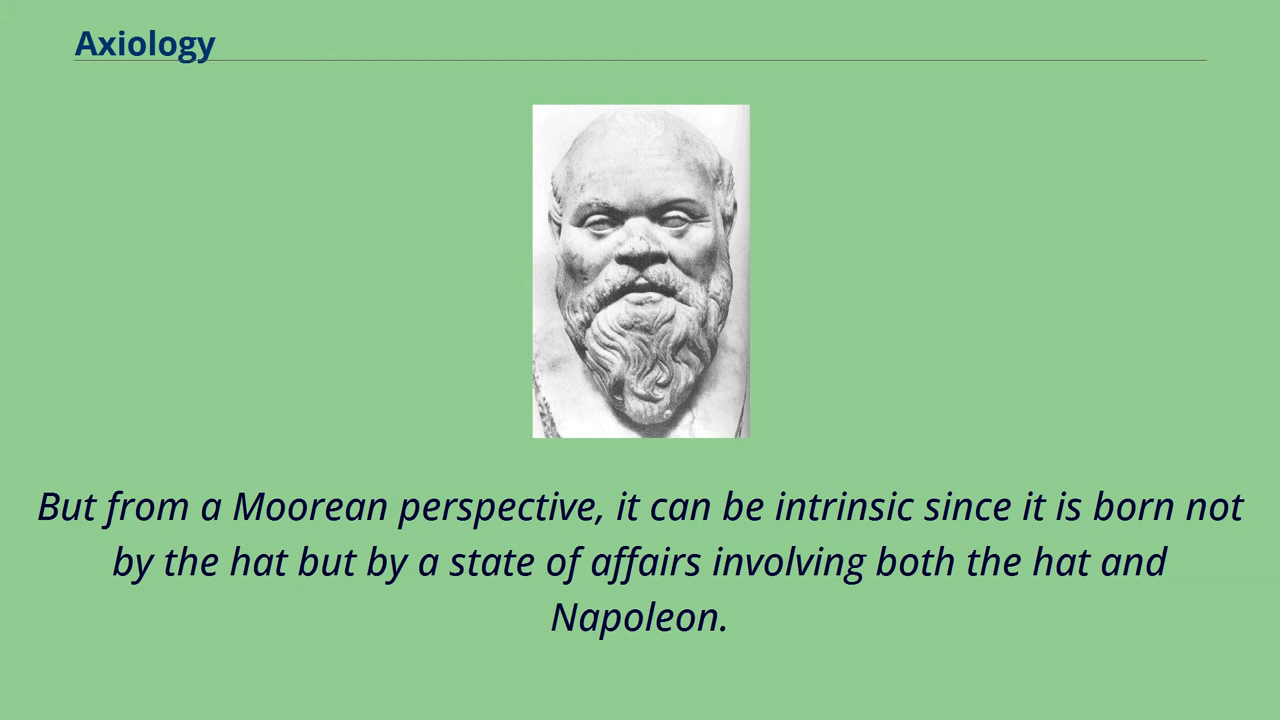 Axiology
But from a Moorean perspective, it can be intrinsic since it is born not
by the hat but by a state of affairs involving both the hat and
Napoleon.